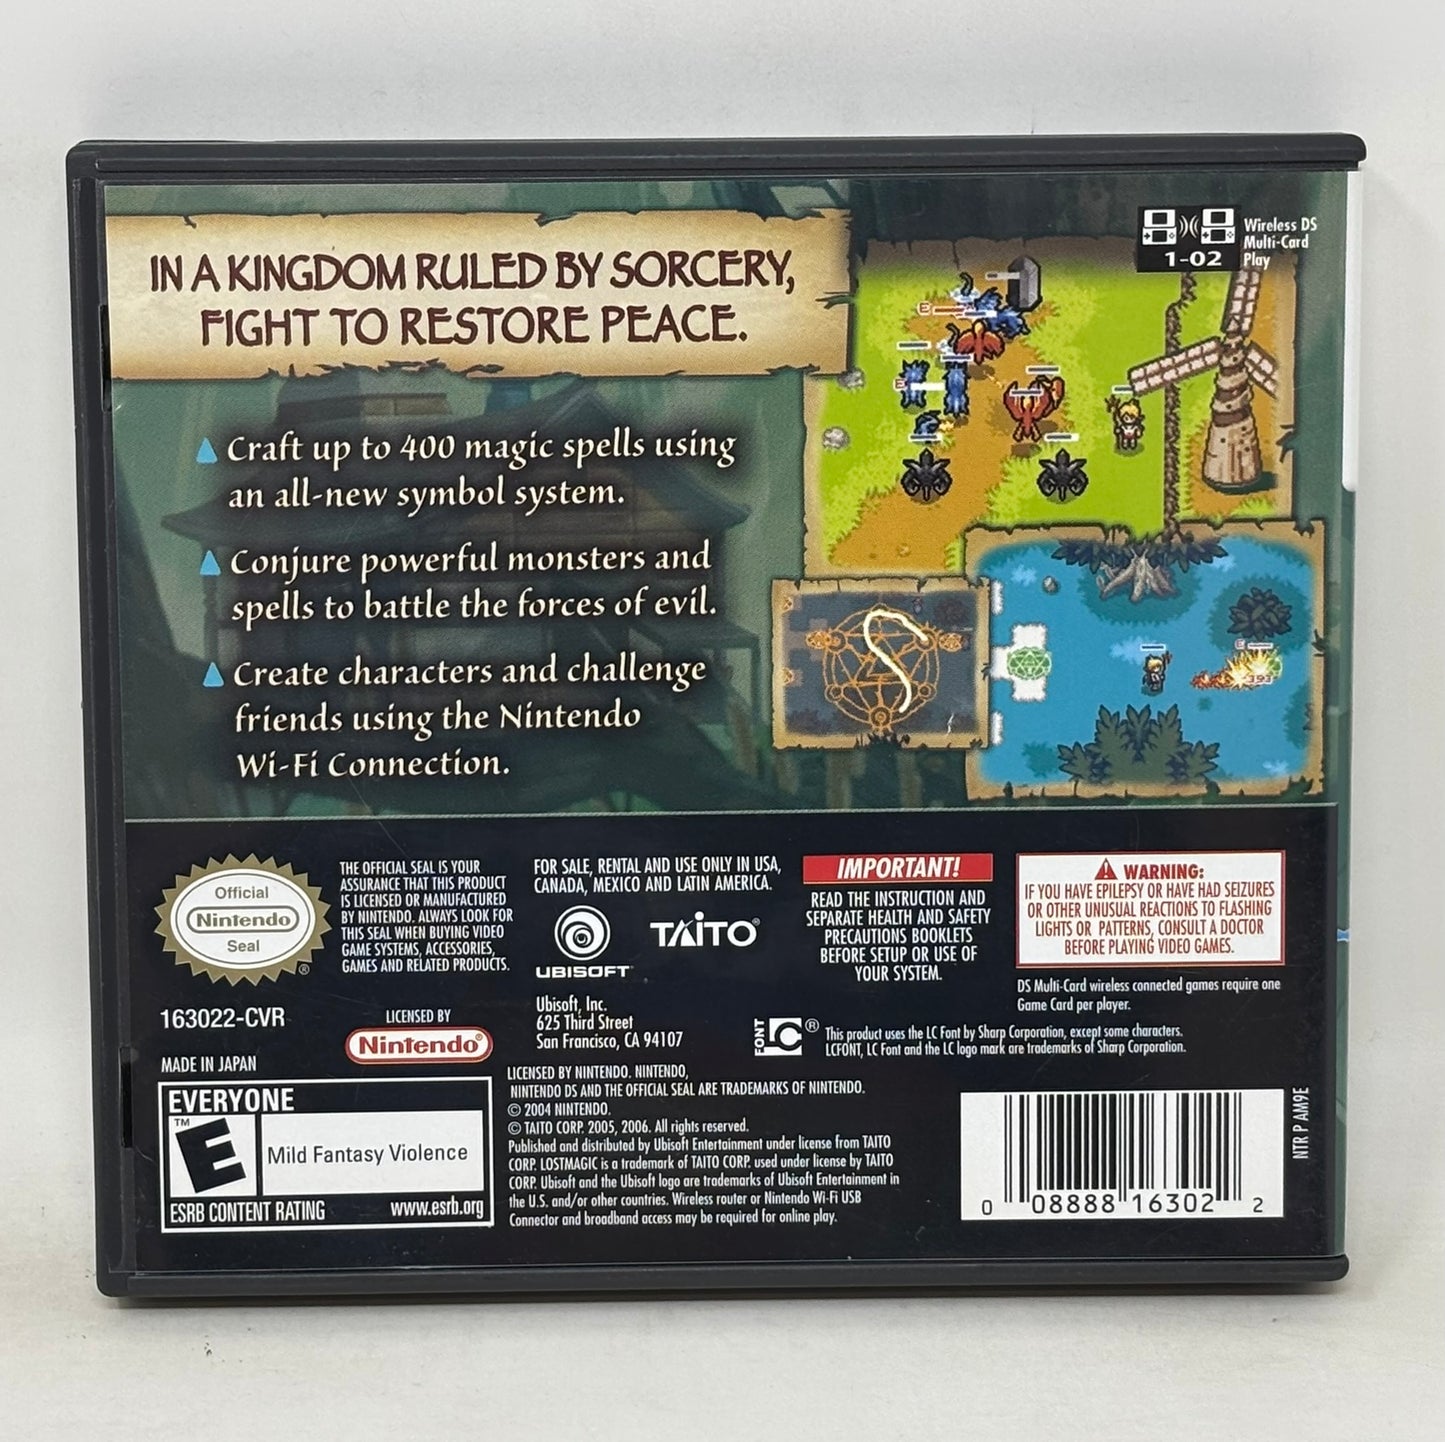 IN A KINGDOM RULED BY SORCERY,
FIGHT TO RESTORE PEACE.
Wireless DS
Multi-Card
Play
1-02
Craft up to 400 magic spells using
an all-new symbol system.
Conjure powerful monsters and
spells to battle the forces of evil.
Create characters and challenge
friends using the Nintendo
Wi-Fi Connection.
E
E
E
393
Official
Nintendo
Seal
®
THE OFFICIAL SEAL IS YOUR
ASSURANCE THAT THIS PRODUCT
IS LICENSED OR MANUFACTURED
BY NINTENDO. ALWAYS LOOK FOR
THIS SEAL WHEN BUYING VIDEO
GAME SYSTEMS, ACCESSORIES,
GAMES AND RELATED PRODUCTS.
FOR SALE, RENTAL AND USE ONLY IN USA,
CANADA, MEXICO AND LATIN AMERICA.
UBISOFT
TAITO®
IMPORTANT!
READ THE INSTRUCTION AND
SEPARATE HEALTH AND SAFETY
PRECAUTIONS BOOKLETS
BEFORE SETUP OR USE OF
YOUR SYSTEM.
WARNING:
IF YOU HAVE EPILEPSY OR HAVE HAD SEIZURES
OR OTHER UNUSUAL REACTIONS TO FLASHING
LIGHTS OR PATTERNS, CONSULT A DOCTOR
BEFORE PLAYING VIDEO GAMES.
DS Multi-Card wireless connected games require one
Game Card per player.
163022-CVR
LICENSED BY
Nintendo®
MADE IN JAPAN
Ubisoft, Inc.
625 Third Street
San Francisco, CA 94107
FONT LC ®
This product uses the LC Font by Sharp Corporation, except some characters.
LCFONT, LC Font and the LC logo mark are trademarks of Sharp Corporation.
EVERYONE
TM
E
Mild Fantasy Violence
ESRB CONTENT RATING www.esrb.org
LICENSED BY NINTENDO. NINTENDO,
NINTENDO DS AND THE OFFICIAL SEAL ARE TRADEMARKS OF NINTENDO.
© 2004 NINTENDO.
© TAITO CORP. 2005, 2006. All rights reserved.
Published and distributed by Ubisoft Entertainment under license from TAITO
CORP. LOSTMAGIC is a trademark of TAITO CORP. used under license by TAITO
CORP. Ubisoft and the Ubisoft logo are trademarks of Ubisoft Entertainment in
the U.S. and/or other countries. Wireless router or Nintendo Wi-Fi USB
Connector and broadband access may be required for online play.
0 08888 16302 2
NTR P AM9E